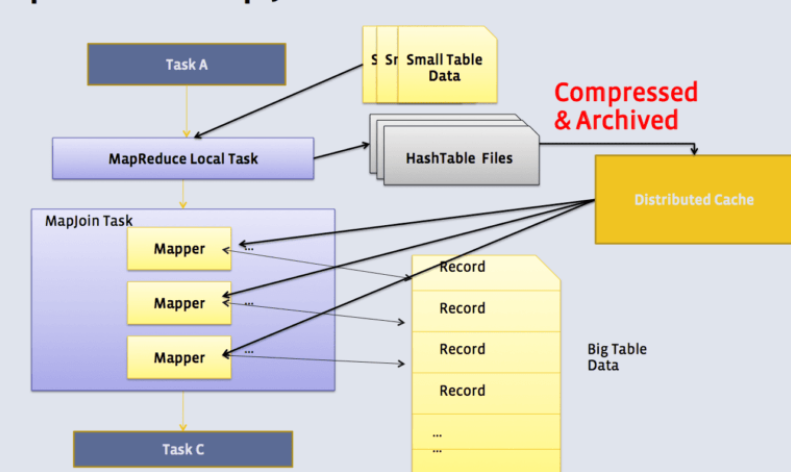 Task A
S
Sr
Small Table
Data
Compressed
& Archived
MapReduce Local Task
HashTable Files
Distributed Cache
MapJoin Task
Mapper
...
Mapper
...
Mapper
...
Record
Record
Record
Record
...
...
Big Table
Data
Task C